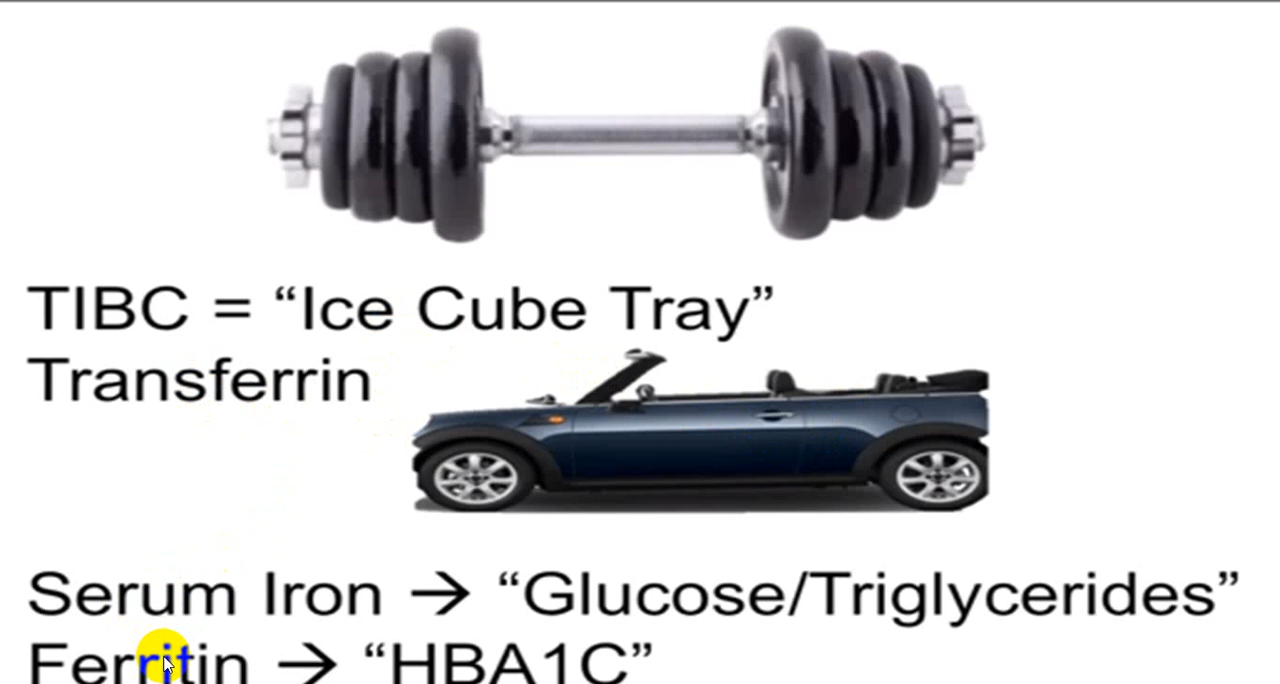 TIBC = “Ice Cube Tray”
Transferrin
Serum Iron → “Glucose/Triglycerides”
Ferritin → “HBA1C”